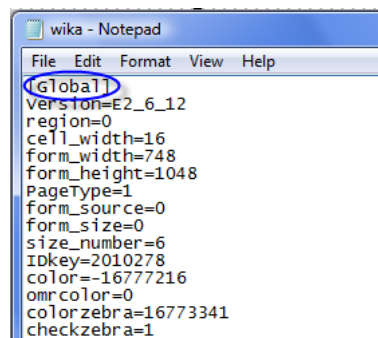 wika - Notepad
File Edit Format View Help
[Global]
version=E2_6_12
region=0
cell_width=16
form_width=748
form_height=1048
PageType=1
form_source=0
form_size=0
size_number=6
IDkey=2010278
color=-16777216
omrcolor=0
colorzebra=16773341
checkzebra=1